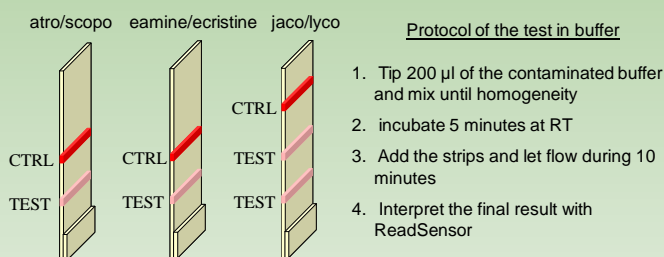 atro/scopo eamine/ecristine jaco/lyco
CTRL
TEST
CTRL
TEST
CTRL
TEST
TEST
Protocol of the test in buffer
1. Tip 200 µl of the contaminated buffer
and mix until homogeneity
2. incubate 5 minutes at RT
3. Add the strips and let flow during 10
minutes
4. Interpret the final result with
ReadSensor